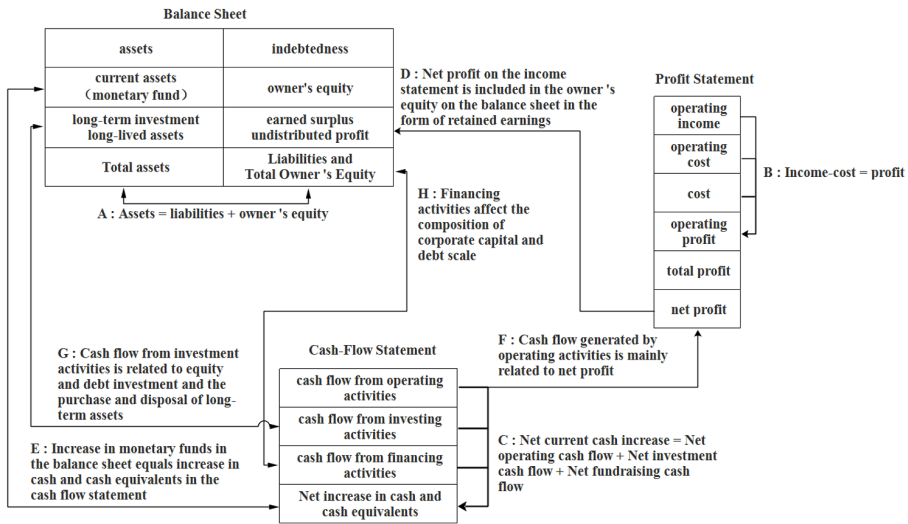 Balance Sheet
assets
indebtedness
current assets
（monetary fund）
owner's equity
long-term investment
long-lived assets
earned surplus
undistributed profit
Total assets
Liabilities and
Total Owner 's Equity
A : Assets = liabilities + owner 's equity
D : Net profit on the income
statement is included in the owner 's
equity on the balance sheet in the
form of retained earnings
Profit Statement
operating
income
operating
cost
cost
operating
profit
total profit
net profit
B : Income-cost = profit
H : Financing
activities affect the
composition of
corporate capital and
debt scale
G : Cash flow from investment
activities is related to equity
and debt investment and the
purchase and disposal of long-
term assets
E : Increase in monetary funds in
the balance sheet equals increase in
cash and cash equivalents in the
cash flow statement
Cash-Flow Statement
cash flow from operating
activities
cash flow from investing
activities
cash flow from financing
activities
Net increase in cash and
cash equivalents
F : Cash flow generated by
operating activities is mainly
related to net profit
C : Net current cash increase = Net
operating cash flow + Net investment
cash flow + Net fundraising cash
flow